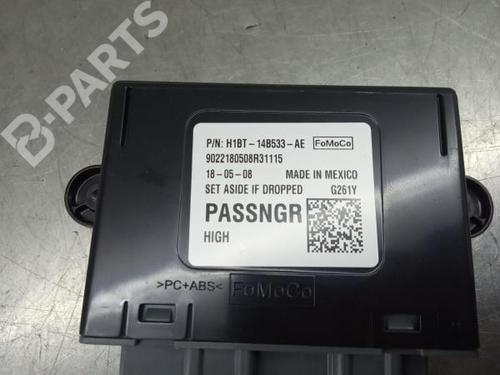 B-PARTS
P/N: H1BT-14B533-AE FoMoCo
9022180508R31115
18-05-08 MADE IN MEXICO
SET ASIDE IF DROPPED G261Y
PASSNGR
HIGH
>PC+ABS< FoMoCo